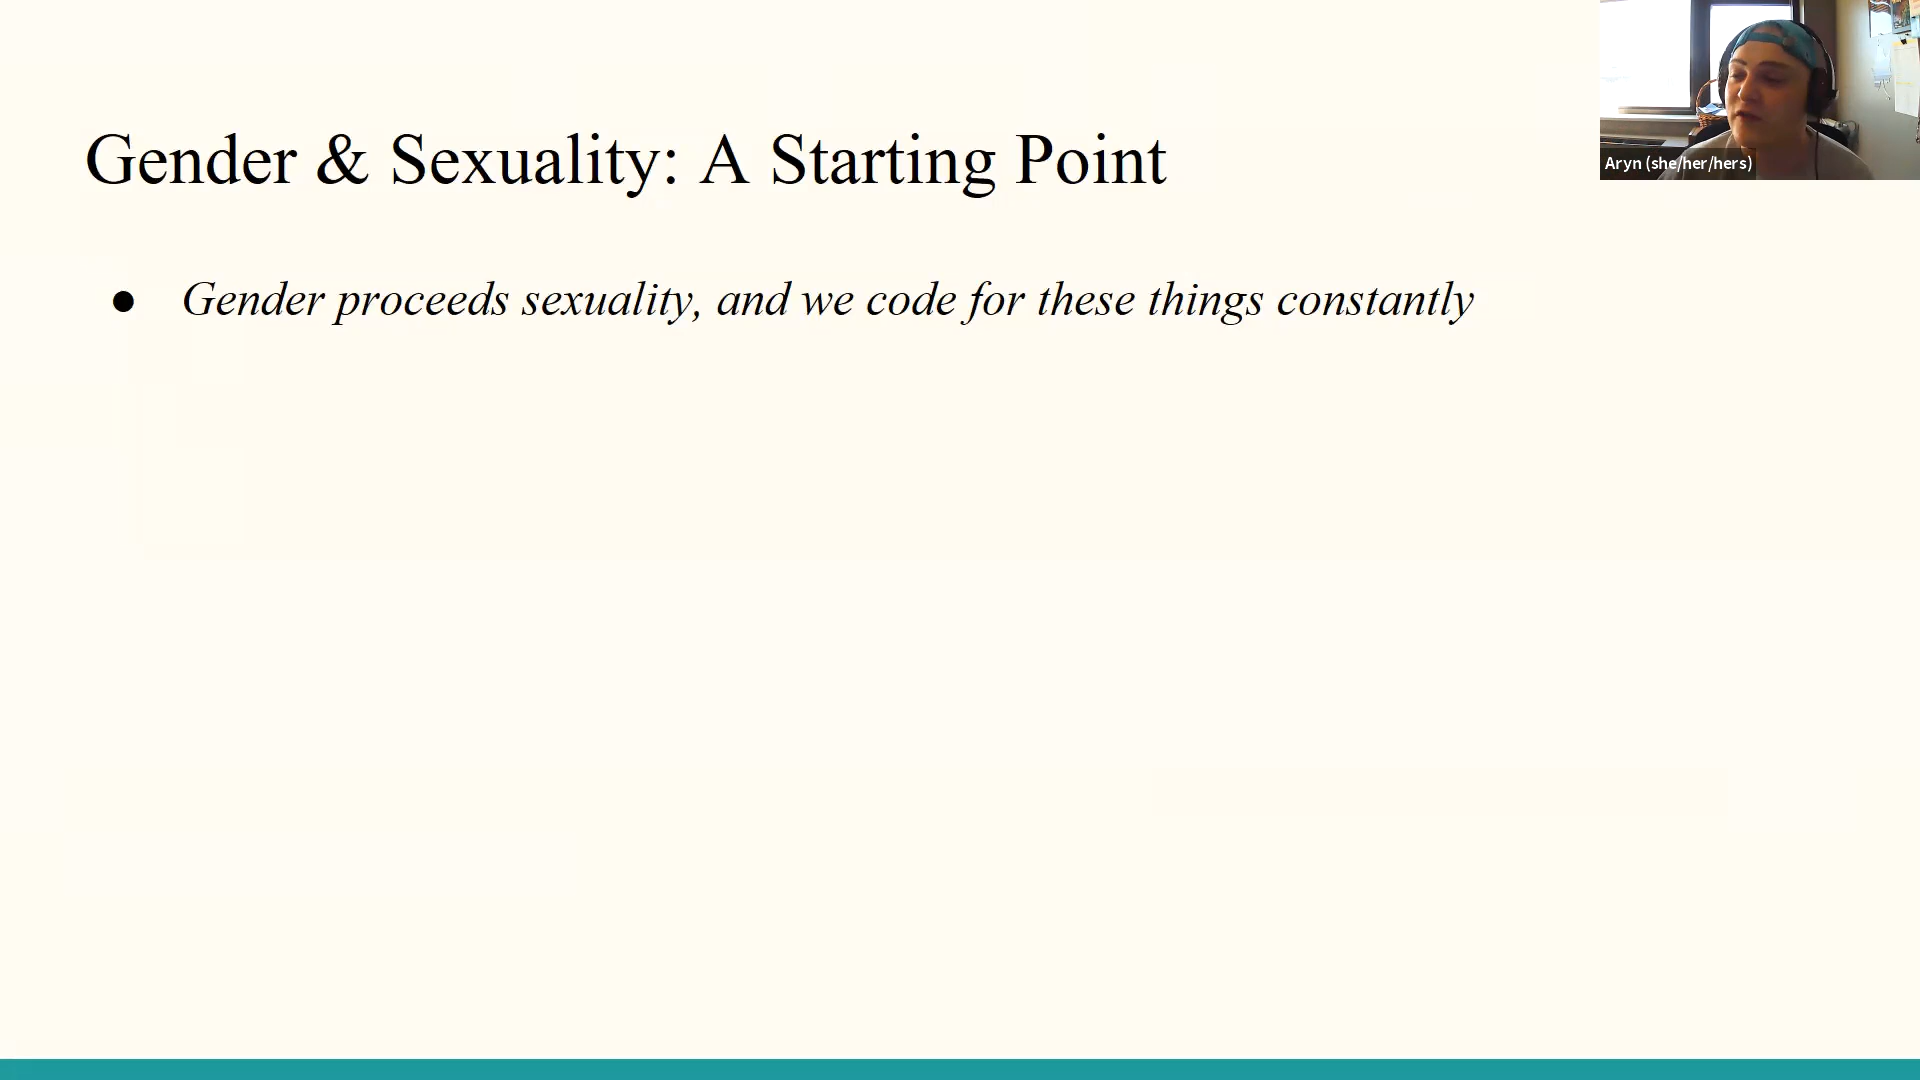 Gender & Sexuality: A Starting Point
● Gender proceeds sexuality, and we code for these things constantly
Aryn (she/her/hers)